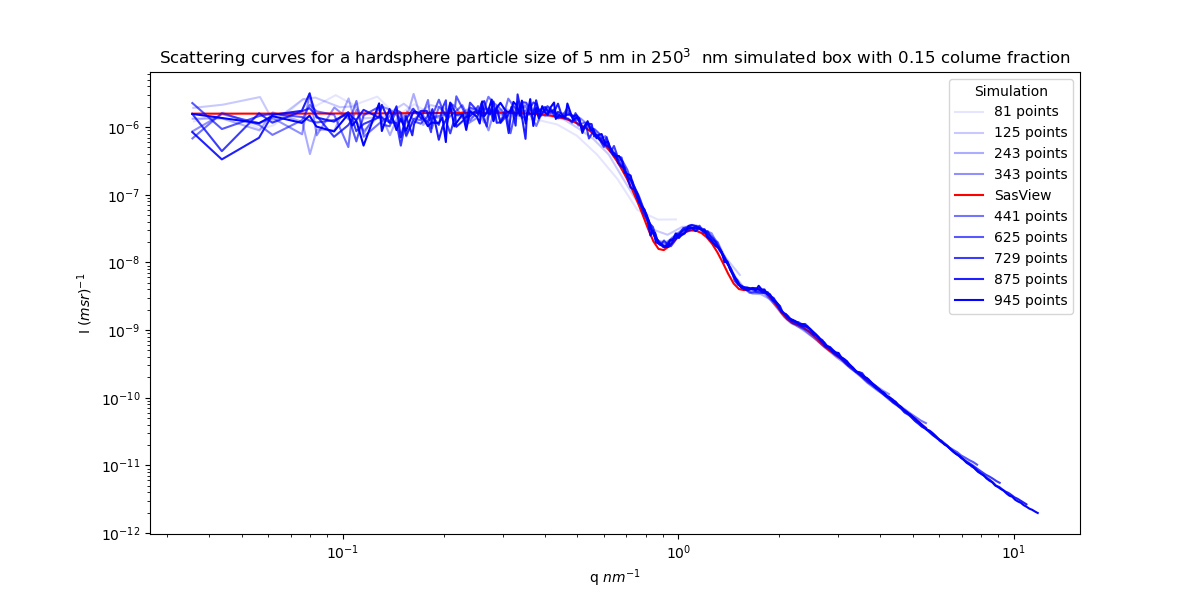 Scattering curves for a hardsphere particle size of 5 nm in 250³ nm simulated box with 0.15 colume fraction
Simulation
81 points
125 points
243 points
343 points
SasView
441 points
625 points
729 points
875 points
945 points
I (msr)⁻¹
10⁻⁶
10⁻⁷
10⁻⁸
10⁻⁹
10⁻¹⁰
10⁻¹¹
10⁻¹²
10⁻¹ 10⁰ 10¹
q nm⁻¹